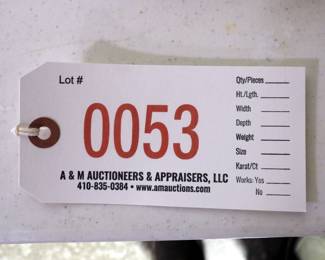 Lot #
0053
A & M AUCTIONEERS & APPRAISERS, LLC
410-835-0384 • www.amauctions.com
Qty/Pieces
Ht./Lgth.
Width
Depth
Weight
Size
Karat/Ct
Works: Yes
No